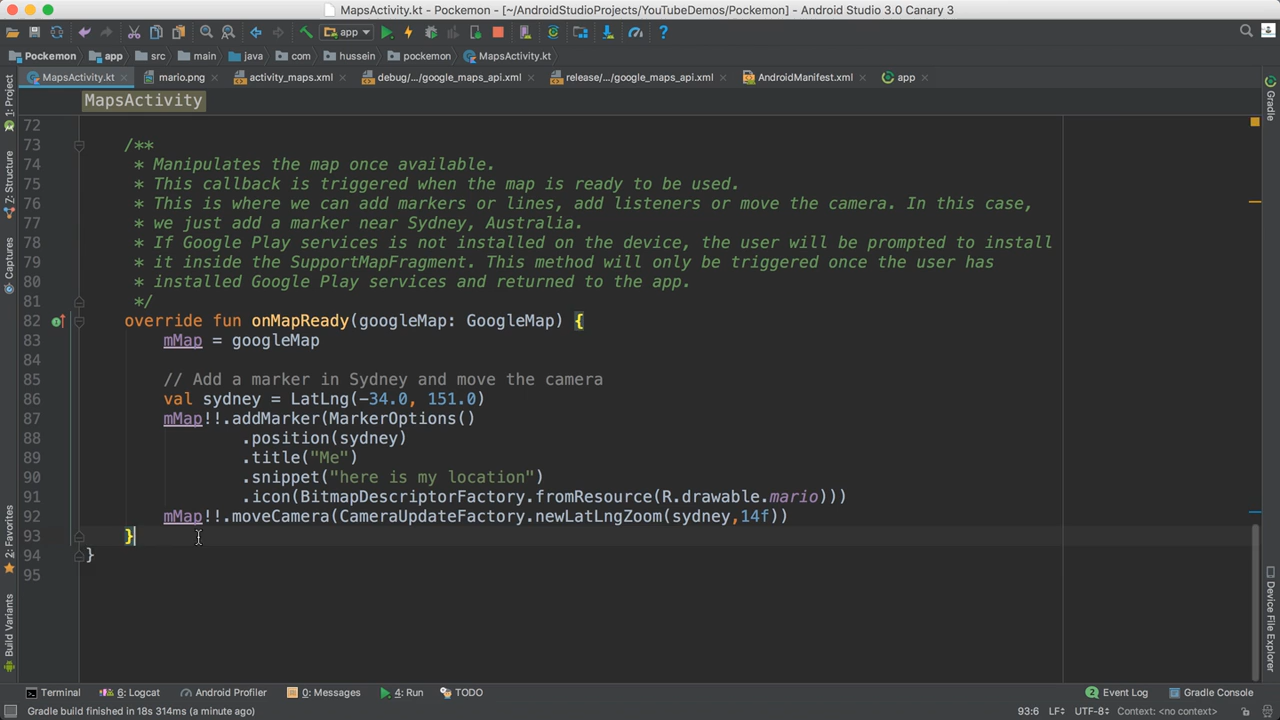 MapsActivity.kt - Pockemon - [~/AndroidStudioProjects/YouTubeDemos/Pockemon] - Android Studio 3.0 Canary 3
app
Pockemon app src main java com hussein pockemon MapsActivity.kt
MapsActivity.kt mario.png activity_maps.xml debug/.../google_maps_api.xml release/.../google_maps_api.xml AndroidManifest.xml app
MapsActivity
1: Project
Z: Structure
Captures
2: Favorites
Build Variants
Gradle
Device File Explorer
72
73 /**
74 * Manipulates the map once available.
75 * This callback is triggered when the map is ready to be used.
76 * This is where we can add markers or lines, add listeners or move the camera. In this case,
77 * we just add a marker near Sydney, Australia.
78 * If Google Play services is not installed on the device, the user will be prompted to install
79 * it inside the SupportMapFragment. This method will only be triggered once the user has
80 * installed Google Play services and returned to the app.
81 */
82 override fun onMapReady(googleMap: GoogleMap) {
83 mMap = googleMap
84
85 // Add a marker in Sydney and move the camera
86 val sydney = LatLng(-34.0, 151.0)
87 mMap!!.addMarker(MarkerOptions()
88 .position(sydney)
89 .title("Me")
90 .snippet("here is my location")
91 .icon(BitmapDescriptorFactory.fromResource(R.drawable.mario)))
92 mMap!!.moveCamera(CameraUpdateFactory.newLatLngZoom(sydney,14f))
93 }
94 }
95
Terminal 6: Logcat Android Profiler 0: Messages 4: Run TODO 2 Event Log Gradle Console
Gradle build finished in 18s 314ms (a minute ago) 93:6 LF÷ UTF-8÷ Context: <no context>